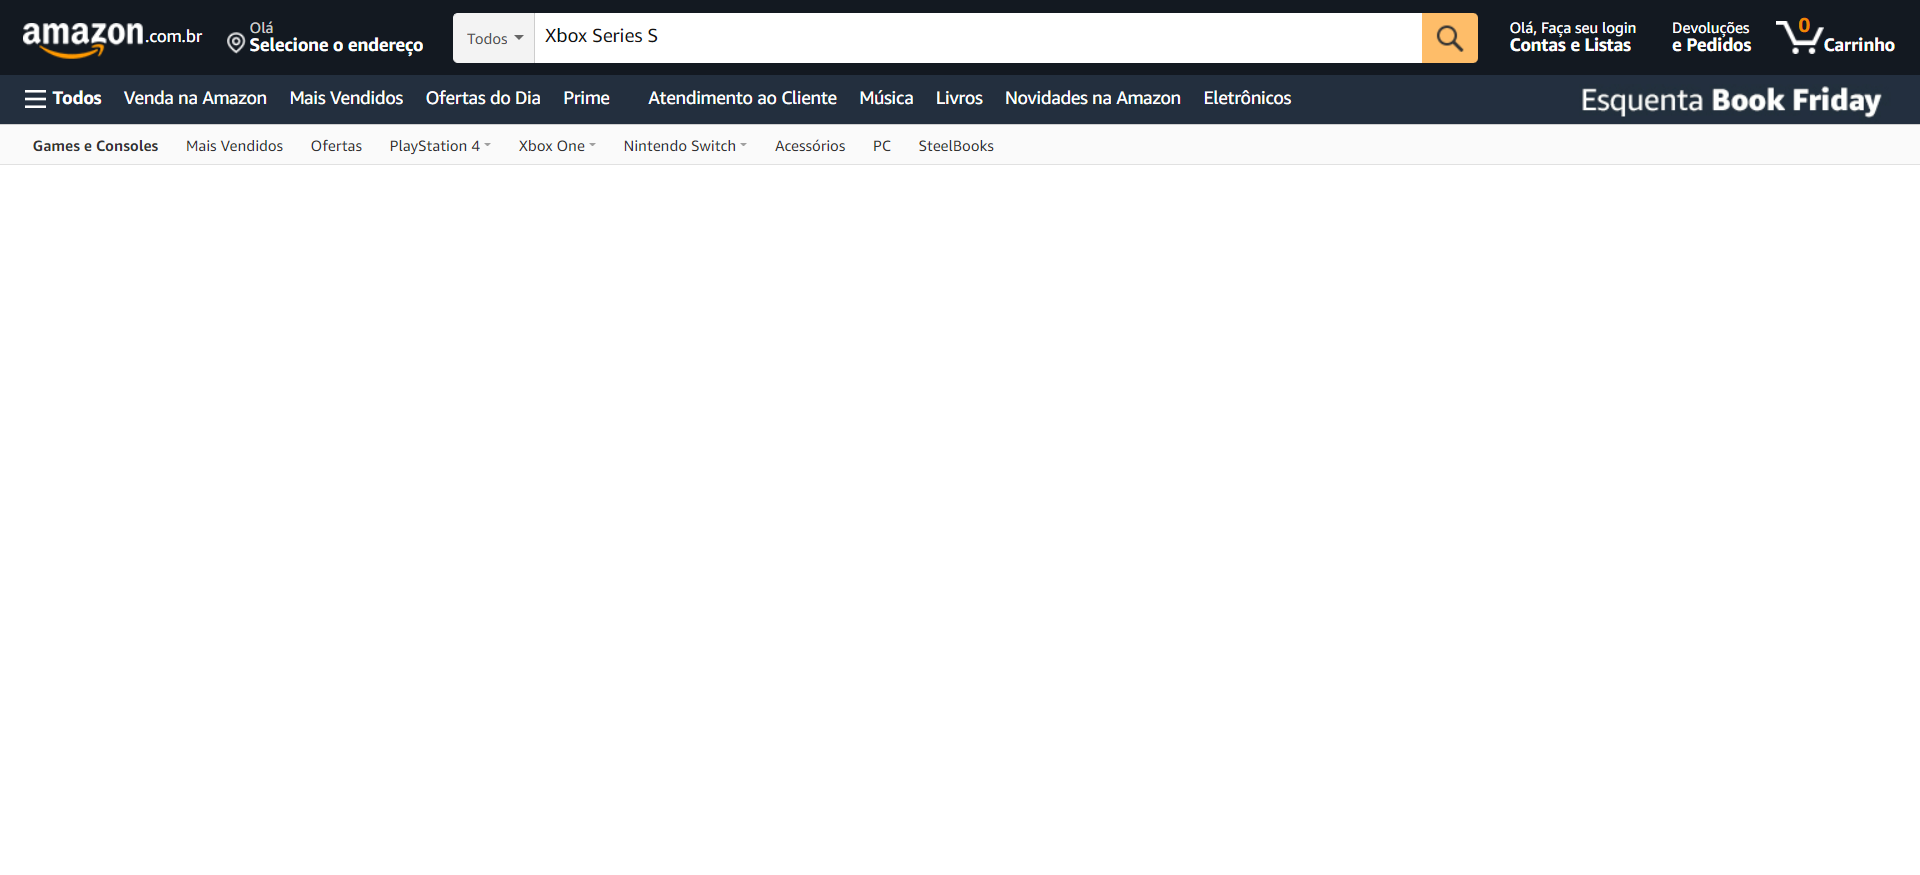 amazon.com.br
Olá
Selecione o endereço
Todos
Xbox Series S
Olá, Faça seu login
Contas e Listas
Devoluções
e Pedidos
0
Carrinho
Todos Venda na Amazon Mais Vendidos Ofertas do Dia Prime Atendimento ao Cliente Música Livros Novidades na Amazon Eletrônicos Esquenta Book Friday
Games e Consoles Mais Vendidos Ofertas PlayStation 4 Xbox One Nintendo Switch Acessórios PC SteelBooks